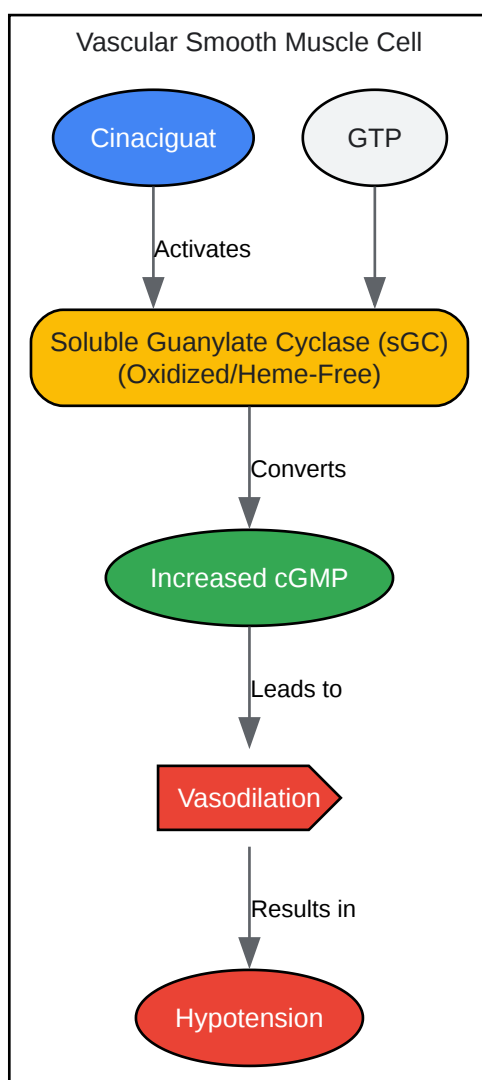 Vascular Smooth Muscle Cell
Cinaciguat
GTP
Activates
Soluble Guanylate Cyclase (sGC)
(Oxidized/Heme-Free)
Converts
Increased cGMP
Leads to
Vasodilation
Results in
Hypotension